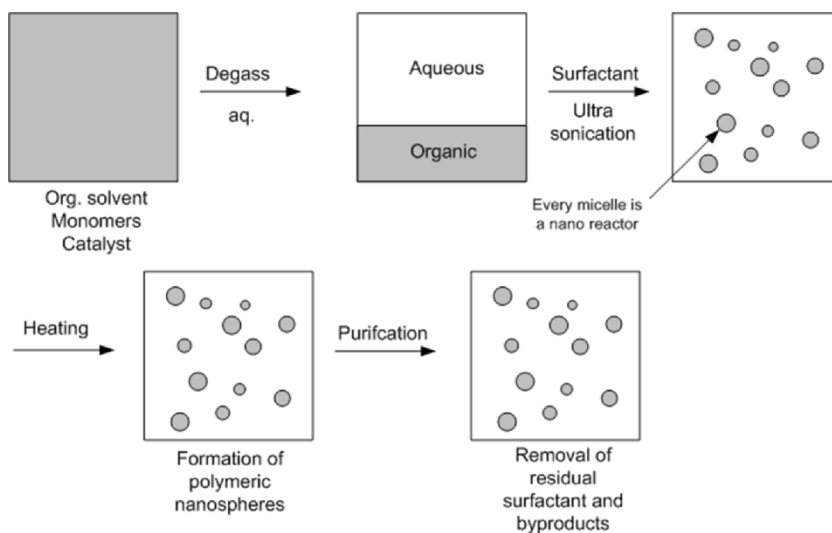 Degass
aq.
Aqueous
Organic
Surfactant
Ultra
sonication
Org. solvent
Monomers
Catalyst
Every micelle is
a nano reactor
Heating
Purifcation
Formation of
polymeric
nanospheres
Removal of
residual
surfactant and
byproducts